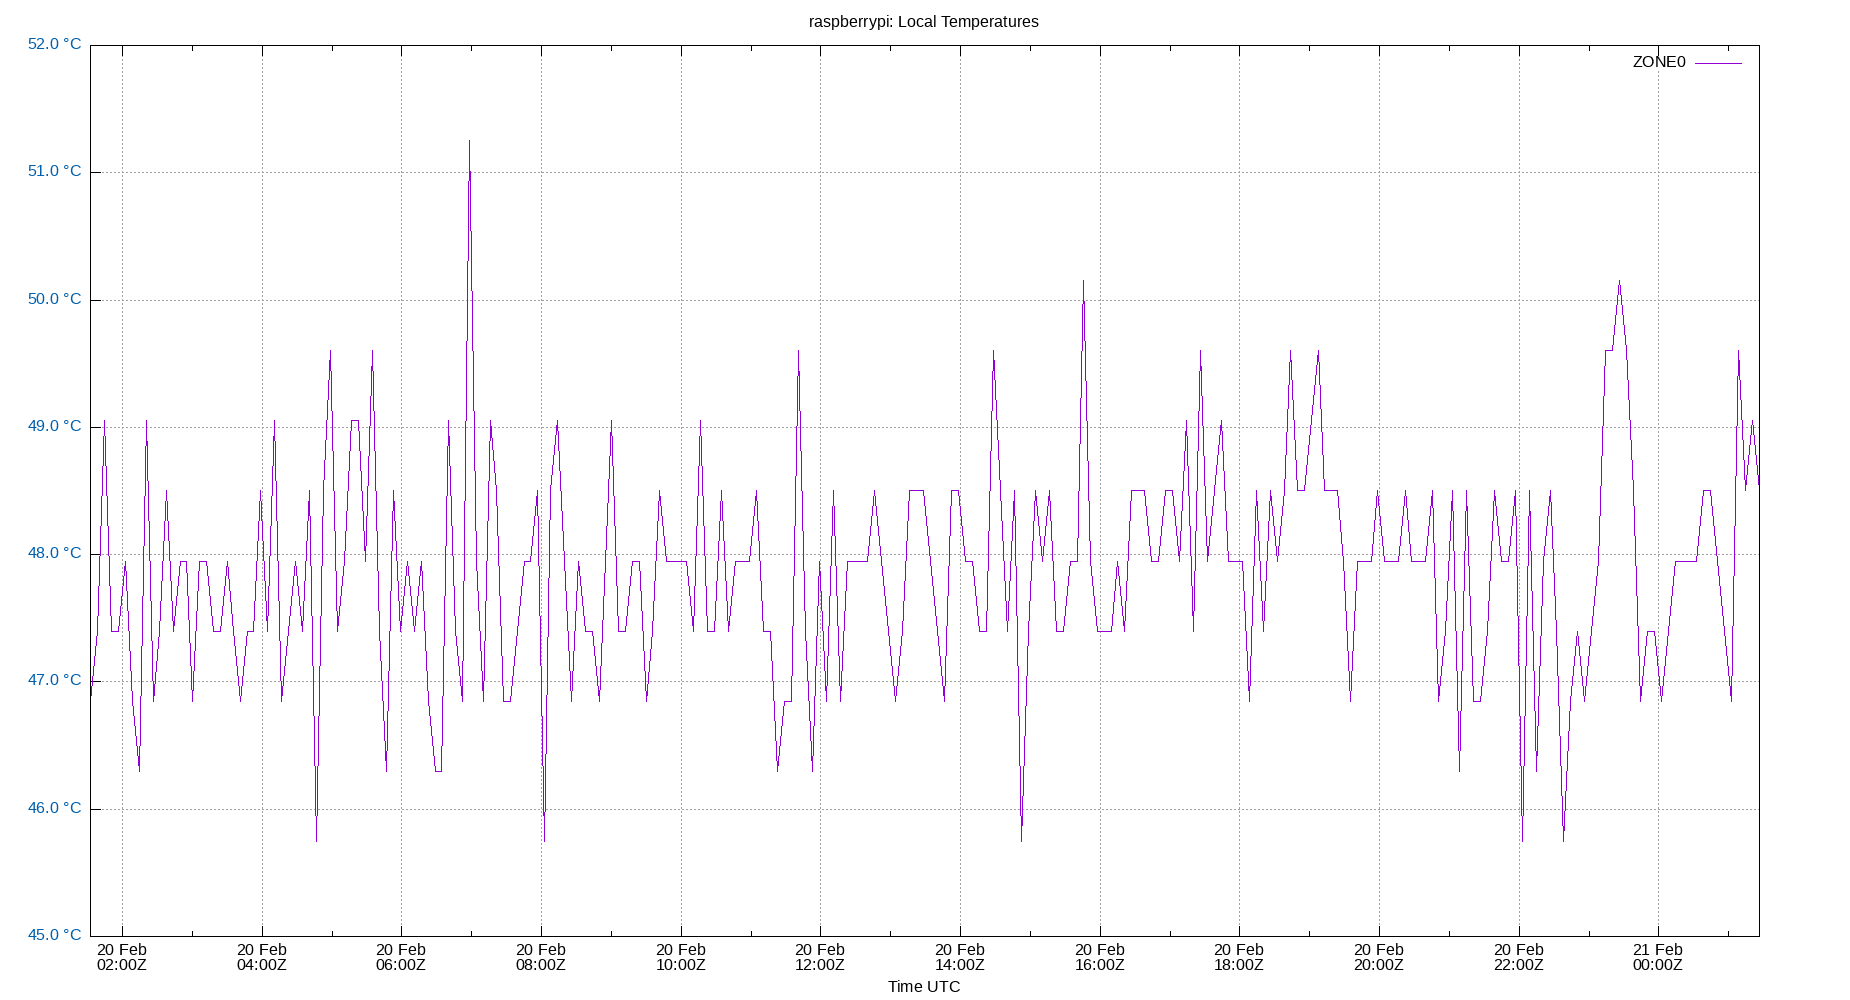 raspberrypi: Local Temperatures
52.0 °C
51.0 °C
50.0 °C
49.0 °C
48.0 °C
47.0 °C
46.0 °C
45.0 °C
ZONE0
20 Feb 20 Feb 20 Feb 20 Feb 20 Feb 20 Feb 20 Feb 20 Feb 20 Feb 20 Feb 20 Feb 21 Feb
02:00Z 04:00Z 06:00Z 08:00Z 10:00Z 12:00Z 14:00Z 16:00Z 18:00Z 20:00Z 22:00Z 00:00Z
Time UTC